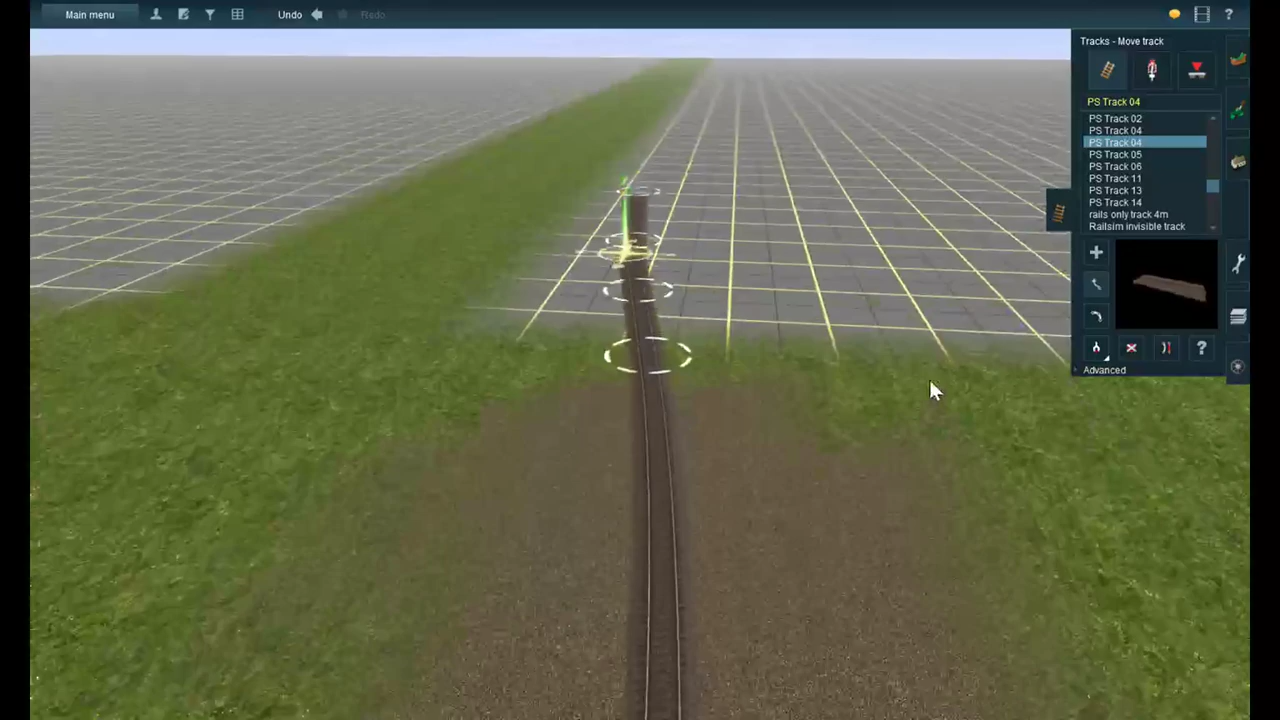 Main menu
Undo
Redo
?
Tracks - Move track
PS Track 04
PS Track 02
PS Track 04
PS Track 04
PS Track 05
PS Track 06
PS Track 11
PS Track 13
PS Track 14
rails only track 4m
Railsim invisible track
?
Advanced